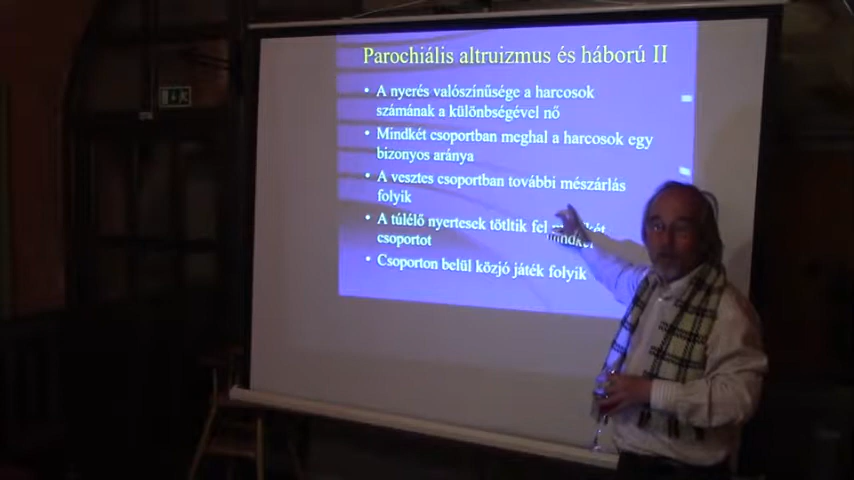 Parochiális altruizmus és háború II
• A nyerés valószínűsége a harcosok
számának a különbségével nő
• Mindkét csoportban meghal a harcosok egy
bizonyos aránya
• A vesztes csoportban további mészárlás
folyik
• A túlélő nyertesek töltik fel mindkét
csoportot
• Csoporton belül közjó játék folyik